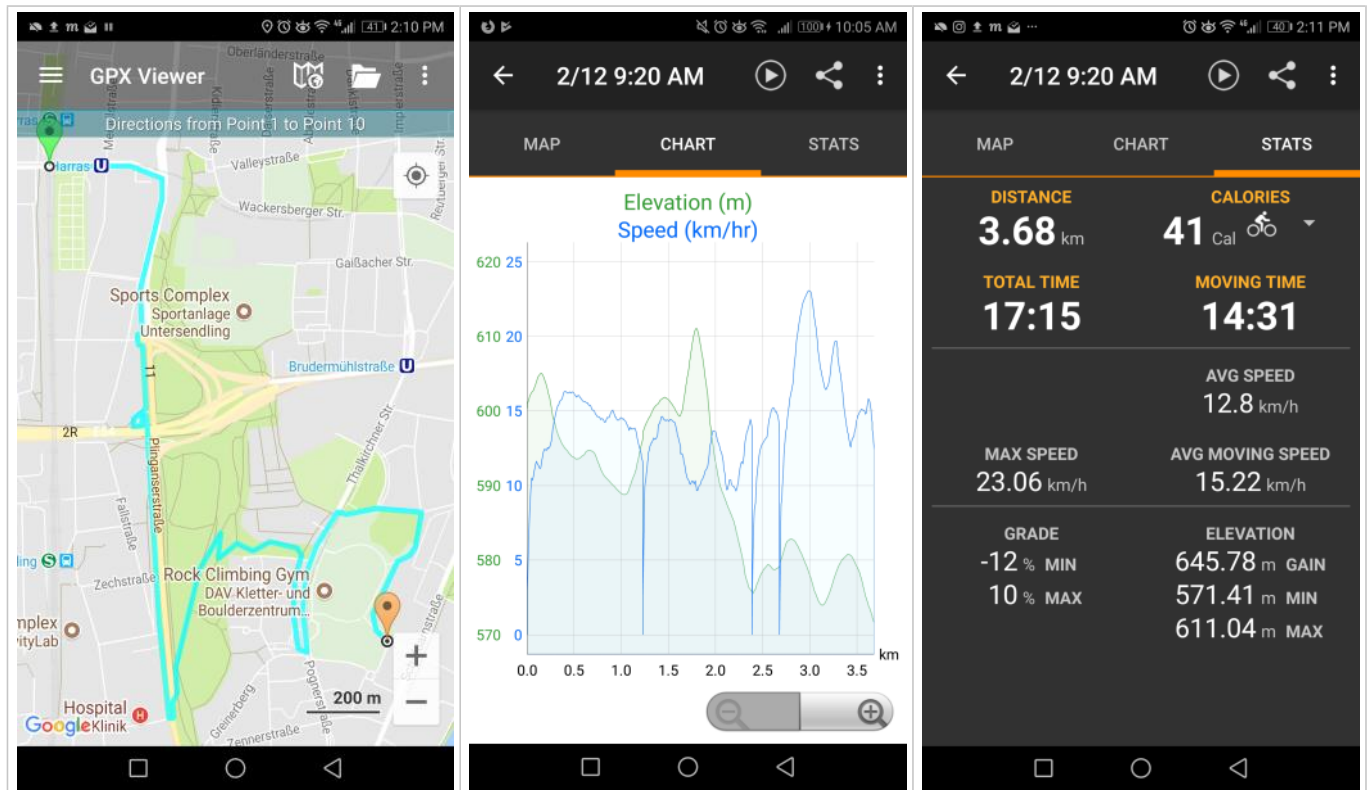 2:10 PM
41
GPX Viewer
Directions from Point 1 to Point 10
Oberländerstraße
Harras U
Valleystraße
Wackersberger Str.
Gaißacher Str.
Sports Complex
Sportanlage
Untersendling
Brudermühlstraße U
11
2R
Plinganserstraße
Thalkirchner Str.
Fallstraße
Zechstraße
Rock Climbing Gym
DAV Kletter- und
Boulderzentrum...
Pognerstraße
Greinerberg
200 m
Hospital
Klinik
H
Google
Zennerstraße
+
−
100 10:05 AM
2/12 9:20 AM
MAP CHART STATS
Elevation (m)
Speed (km/hr)
620 25
610 20
600 15
590 10
580 5
570 0
0.0 0.5 1.0 1.5 2.0 2.5 3.0 3.5 km
40 2:11 PM
2/12 9:20 AM
MAP CHART STATS
DISTANCE CALORIES
3.68 km 41 Cal
TOTAL TIME MOVING TIME
17:15 14:31
AVG SPEED
12.8 km/h
MAX SPEED AVG MOVING SPEED
23.06 km/h 15.22 km/h
GRADE ELEVATION
-12 % MIN 645.78 m GAIN
10 % MAX 571.41 m MIN
611.04 m MAX